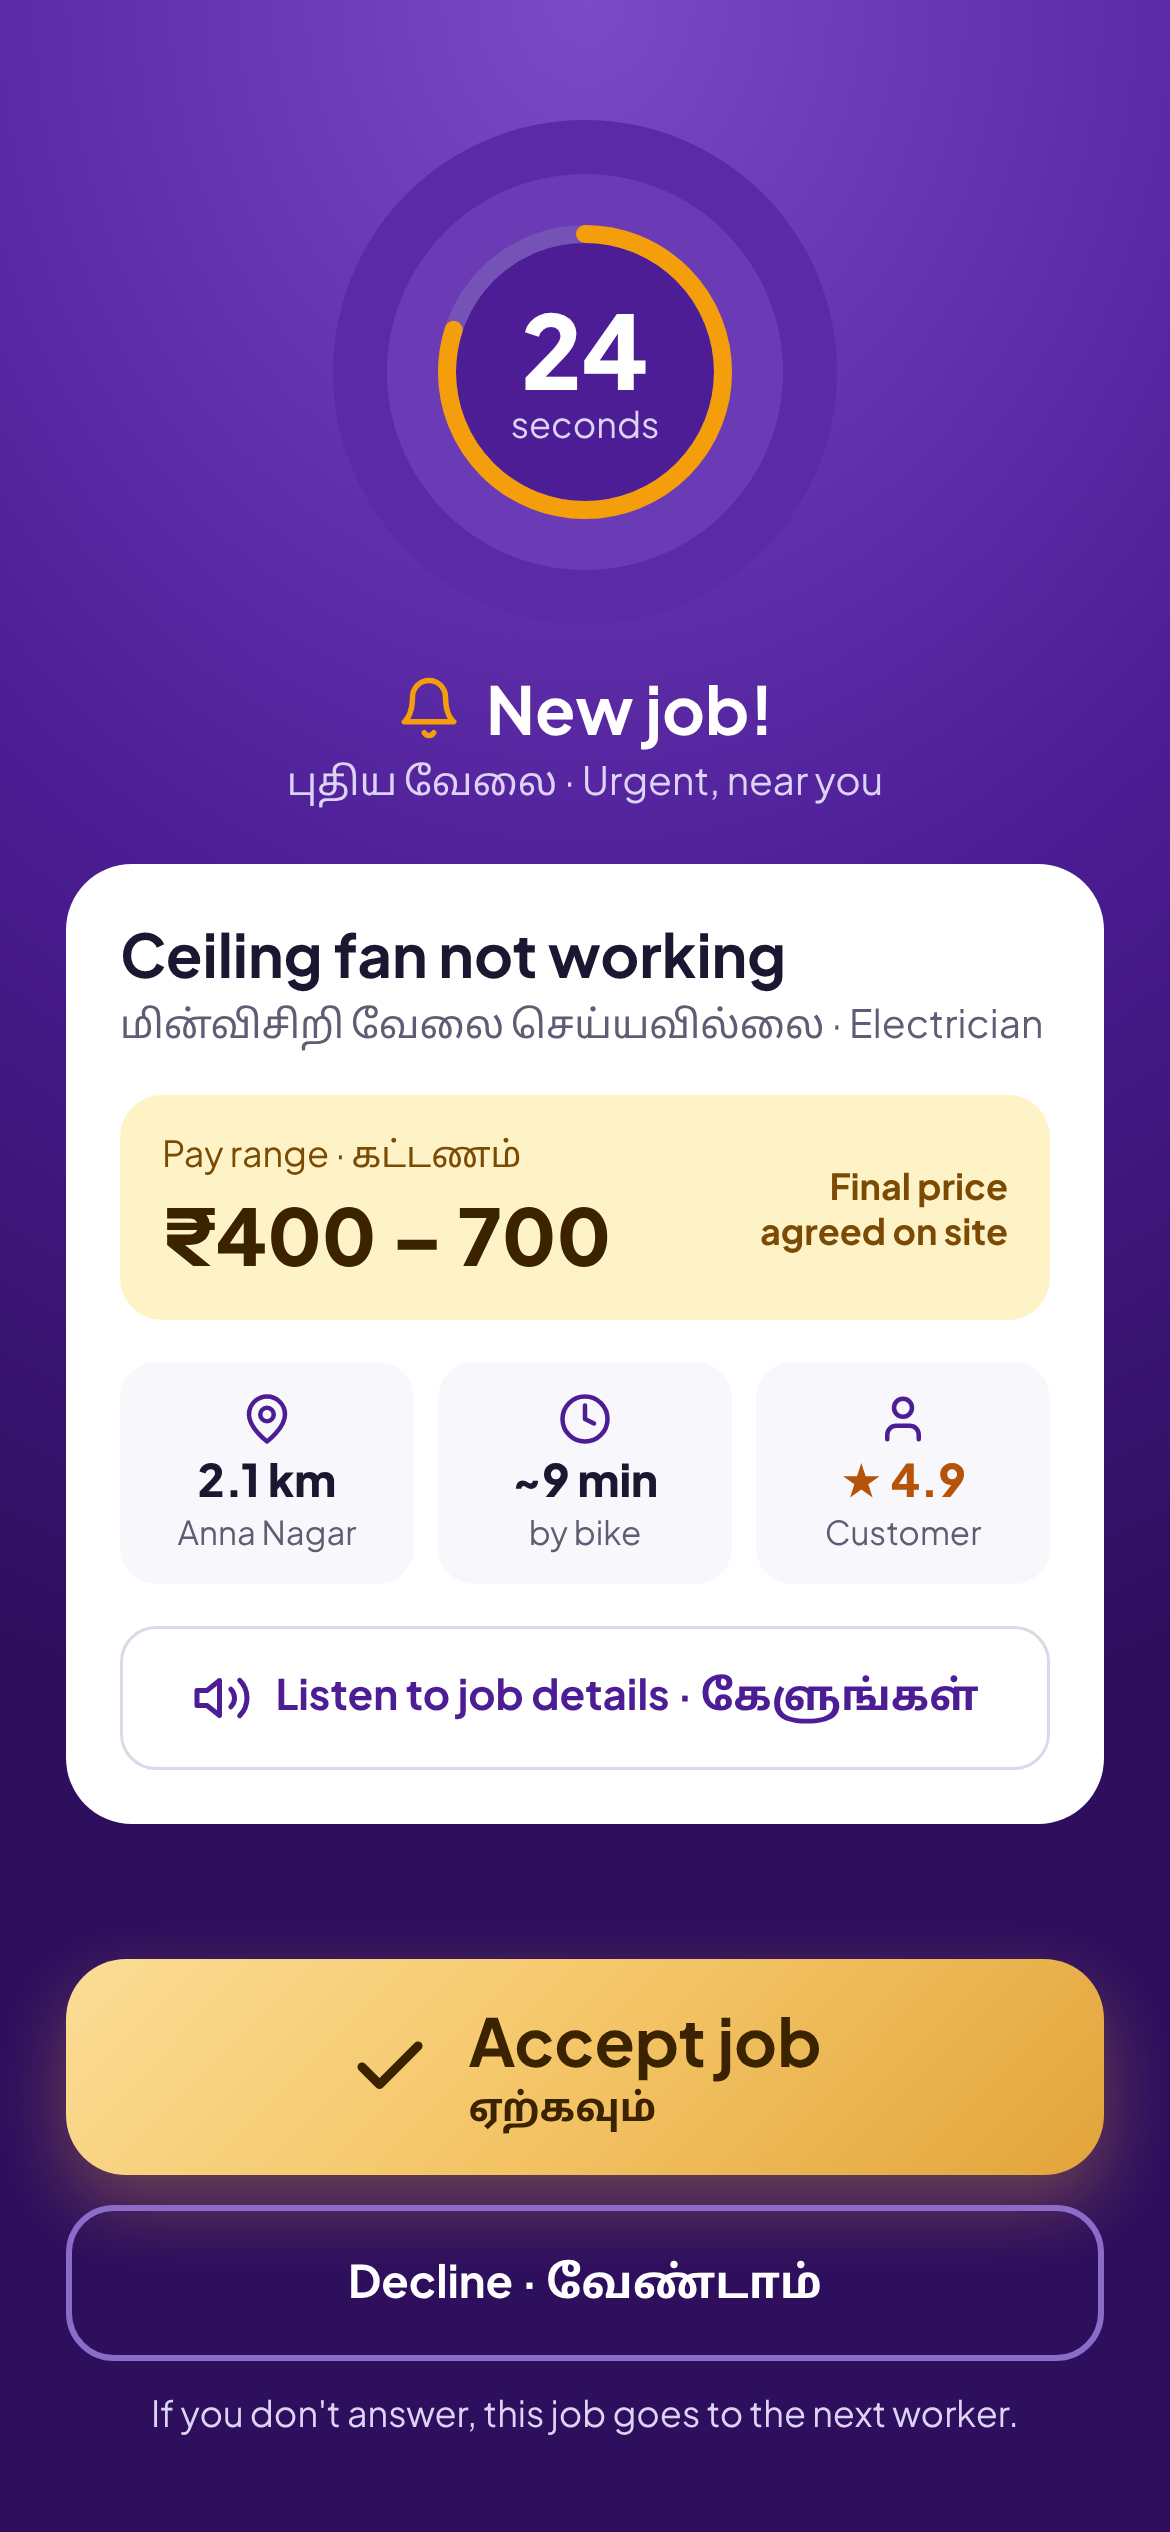 24
seconds
New job!
புதிய வேலை · Urgent, near you
Ceiling fan not working
மின்விசிறி வேலை செய்யவில்லை · Electrician
Pay range · கட்டணம்
₹400 – 700
Final price
agreed on site
2.1 km
Anna Nagar
~9 min
by bike
★ 4.9
Customer
Listen to job details · கேளுங்கள்
Accept job
ஏற்கவும்
Decline · வேண்டாம்
If you don't answer, this job goes to the next worker.